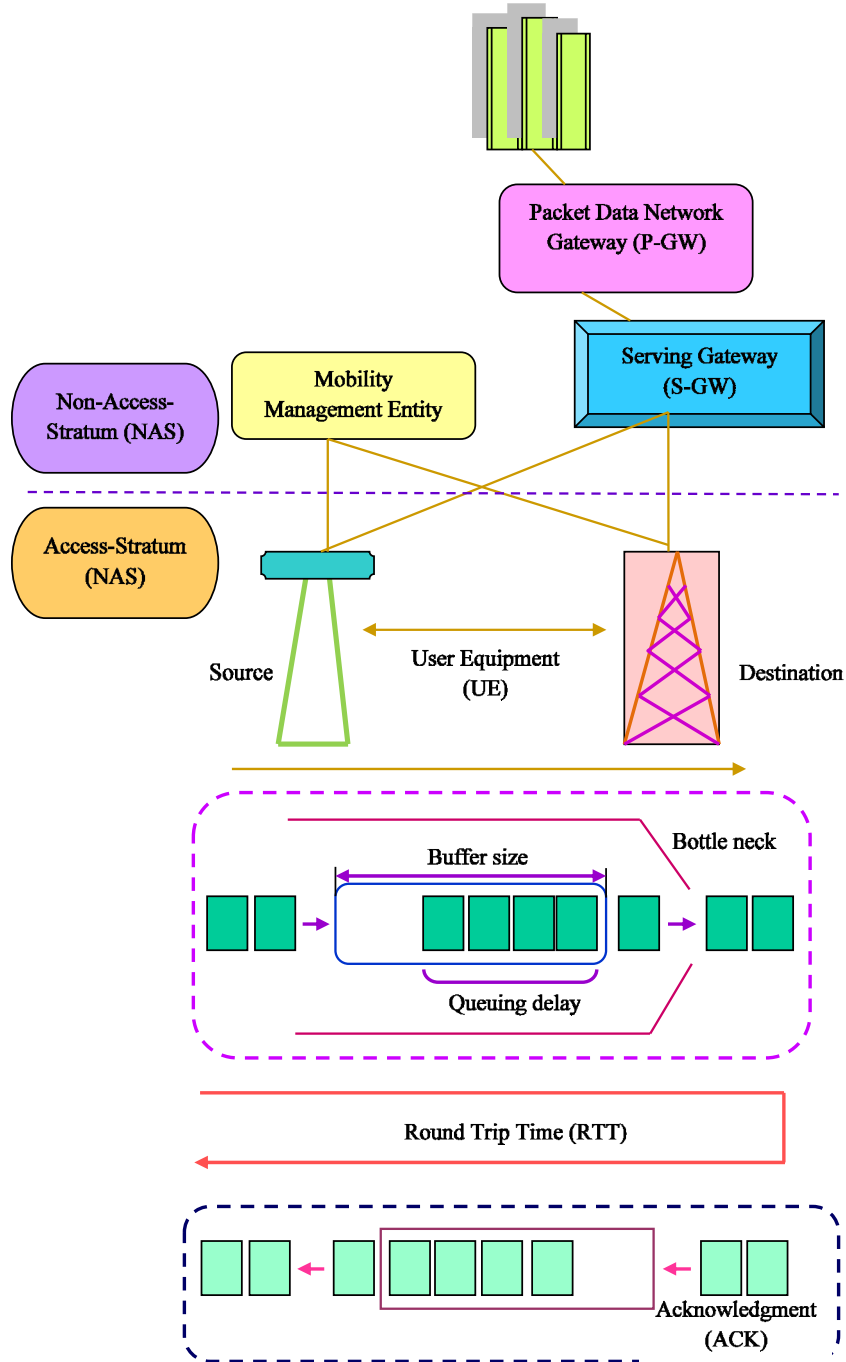 Packet Data Network
Gateway (P-GW)
Serving Gateway
(S-GW)
Mobility
Management Entity
Non-Access-
Stratum (NAS)
Access-Stratum
(NAS)
Source
User Equipment
(UE)
Destination
Bottle neck
Buffer size
Queuing delay
Round Trip Time (RTT)
Acknowledgment
(ACK)